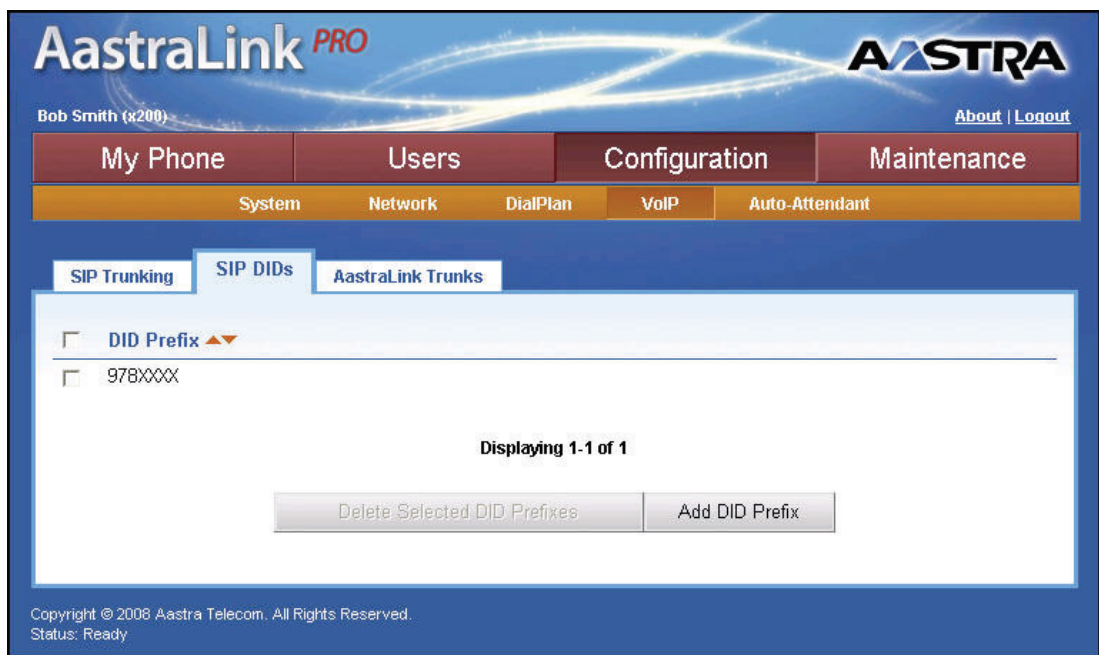 AastraLink PRO
AASTRA
Bob Smith (x200)
About | Logout
My Phone Users Configuration Maintenance
System Network DialPlan VoIP Auto-Attendant
SIP Trunking SIP DIDs AastraLink Trunks
DID Prefix
978XXXX
Displaying 1-1 of 1
Delete Selected DID Prefixes Add DID Prefix
Copyright © 2008 Aastra Telecom. All Rights Reserved.
Status: Ready